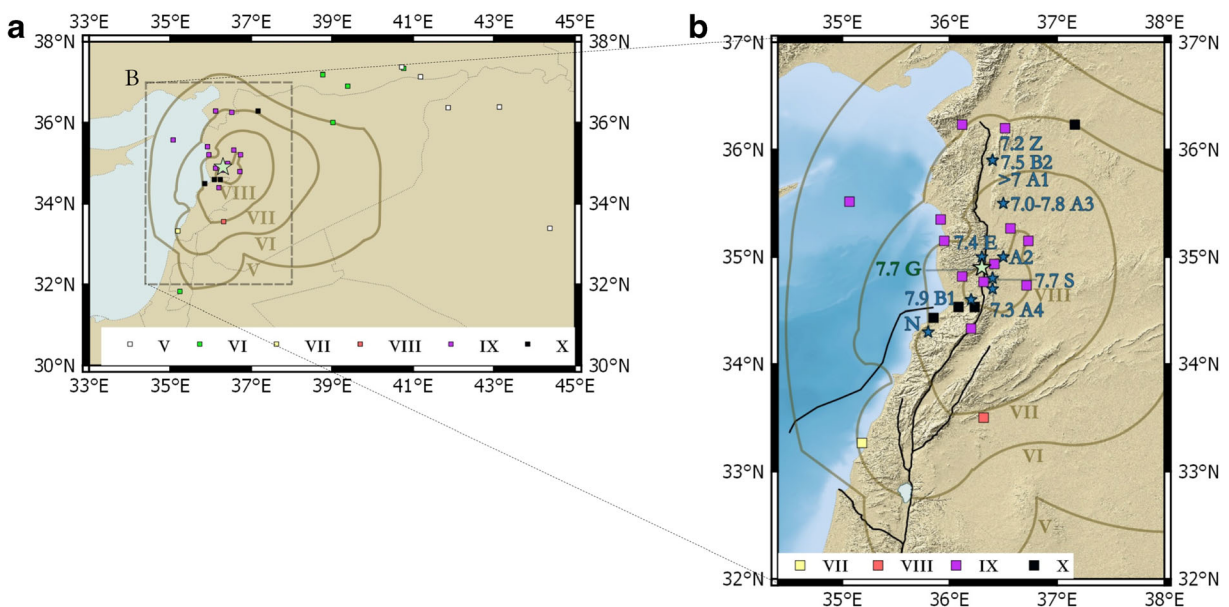 a
33°E 35°E 37°E 39°E 41°E 43°E 45°E
38°N 38°N
B
36°N 36°N
VIII
34°N 34°N
VII
VI
V
32°N 32°N
V VI VII VIII IX X
30°N 30°N
33°E 35°E 37°E 39°E 41°E 43°E 45°E
b
35°E 36°E 37°E 38°E
37°N 37°N
36°N 36°N
7.2 Z
7.5 B2
>7 A1
7.0-7.8 A3
35°N 35°N
7.4 E
A2
7.7 G
7.7 S
VIII
7.9 B1
7.3 A4
N
34°N 34°N
VII
VI
33°N 33°N
V
VII VIII IX X
32°N 32°N
35°E 36°E 37°E 38°E